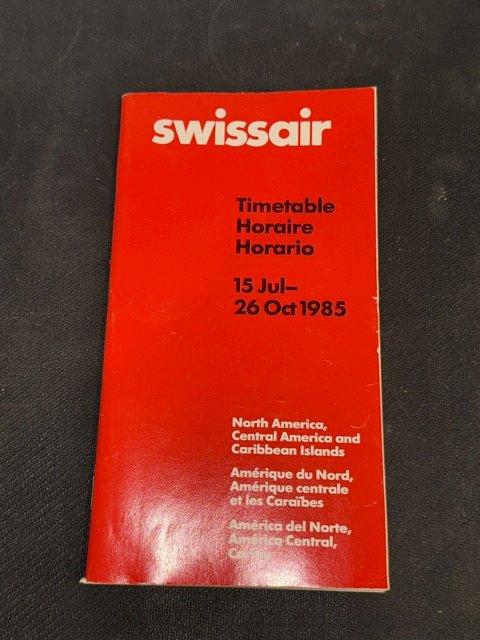 swissair
Timetable
Horaire
Horario
15 Jul–
26 Oct 1985
North America,
Central America and
Caribbean Islands
Amérique du Nord,
Amérique centrale
et les Caraïbes
América del Norte,
América Central,